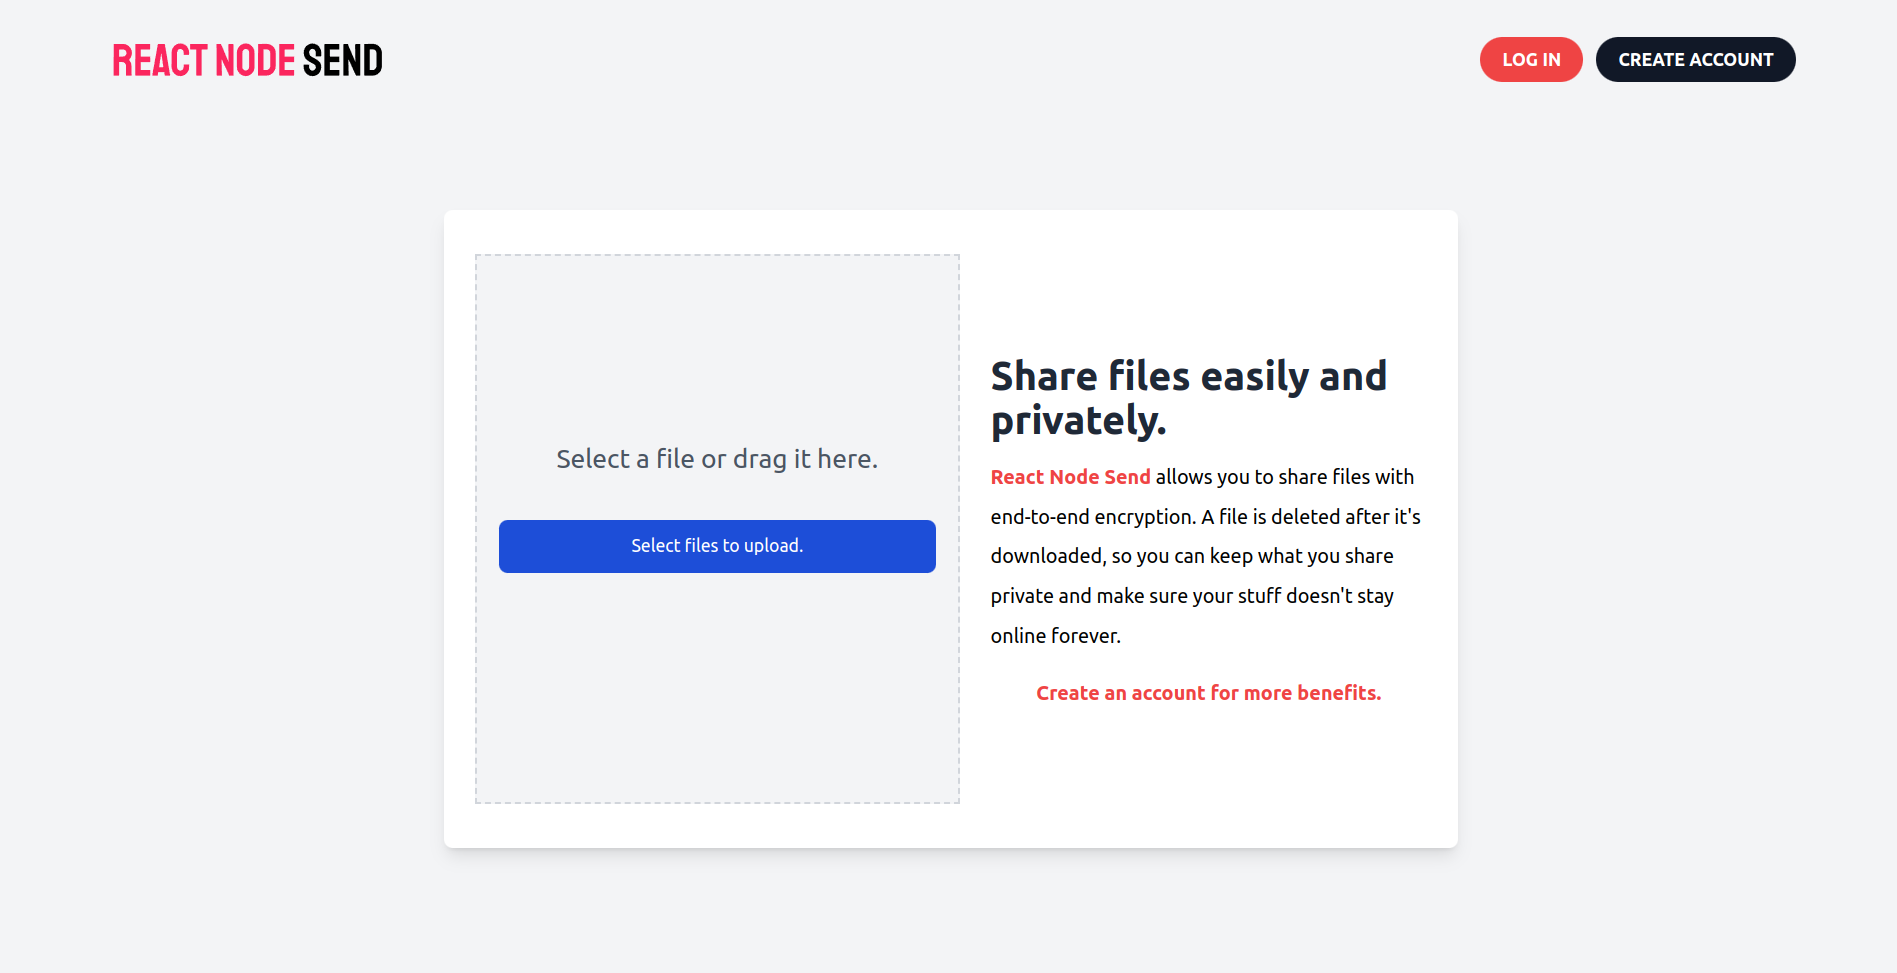 REACT NODE SEND
LOG IN
CREATE ACCOUNT
Select a file or drag it here.
Select files to upload.
Share files easily and
privately.
React Node Send allows you to share files with
end-to-end encryption. A file is deleted after it's
downloaded, so you can keep what you share
private and make sure your stuff doesn't stay
online forever.
Create an account for more benefits.